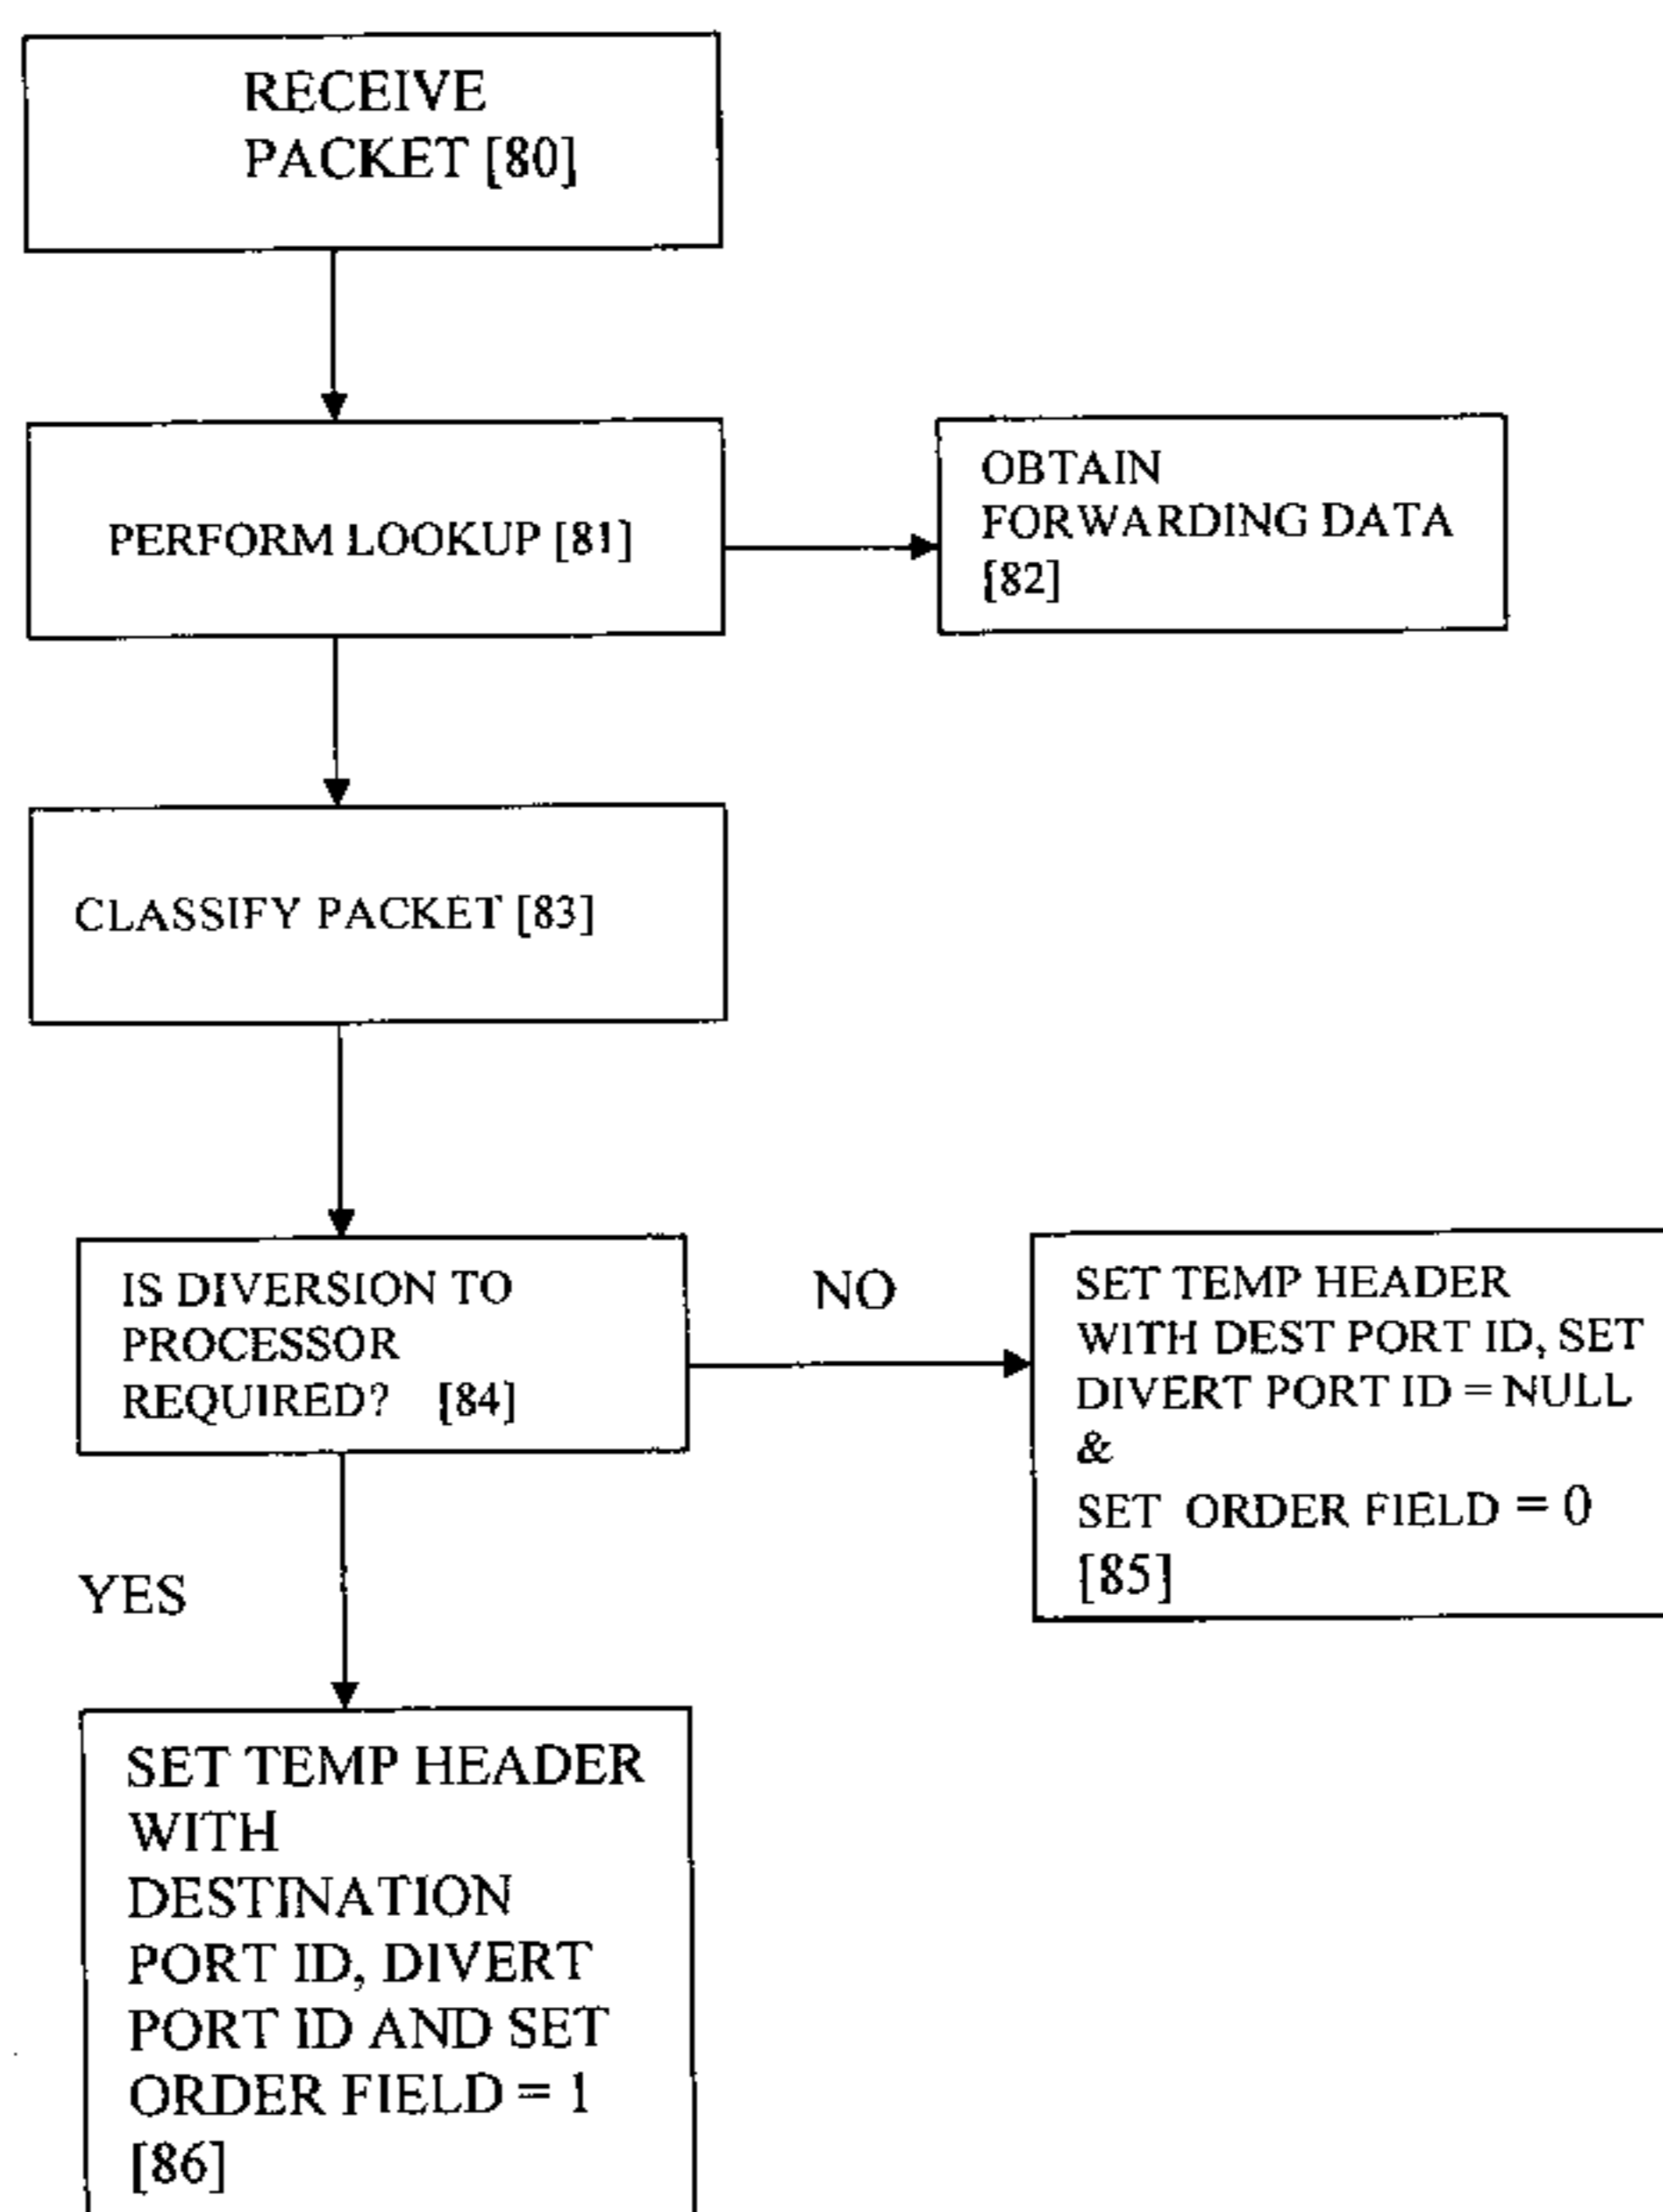 RECEIVE
PACKET [80]
PERFORM LOOKUP [81]
OBTAIN
FORWARDING DATA
[82]
CLASSIFY PACKET [83]
IS DIVERSION TO
PROCESSOR
REQUIRED? [84]
NO
SET TEMP HEADER
WITH DEST PORT ID, SET
DIVERT PORT ID = NULL
&
SET ORDER FIELD = 0
[85]
YES
SET TEMP HEADER
WITH
DESTINATION
PORT ID, DIVERT
PORT ID AND SET
ORDER FIELD = 1
[86]